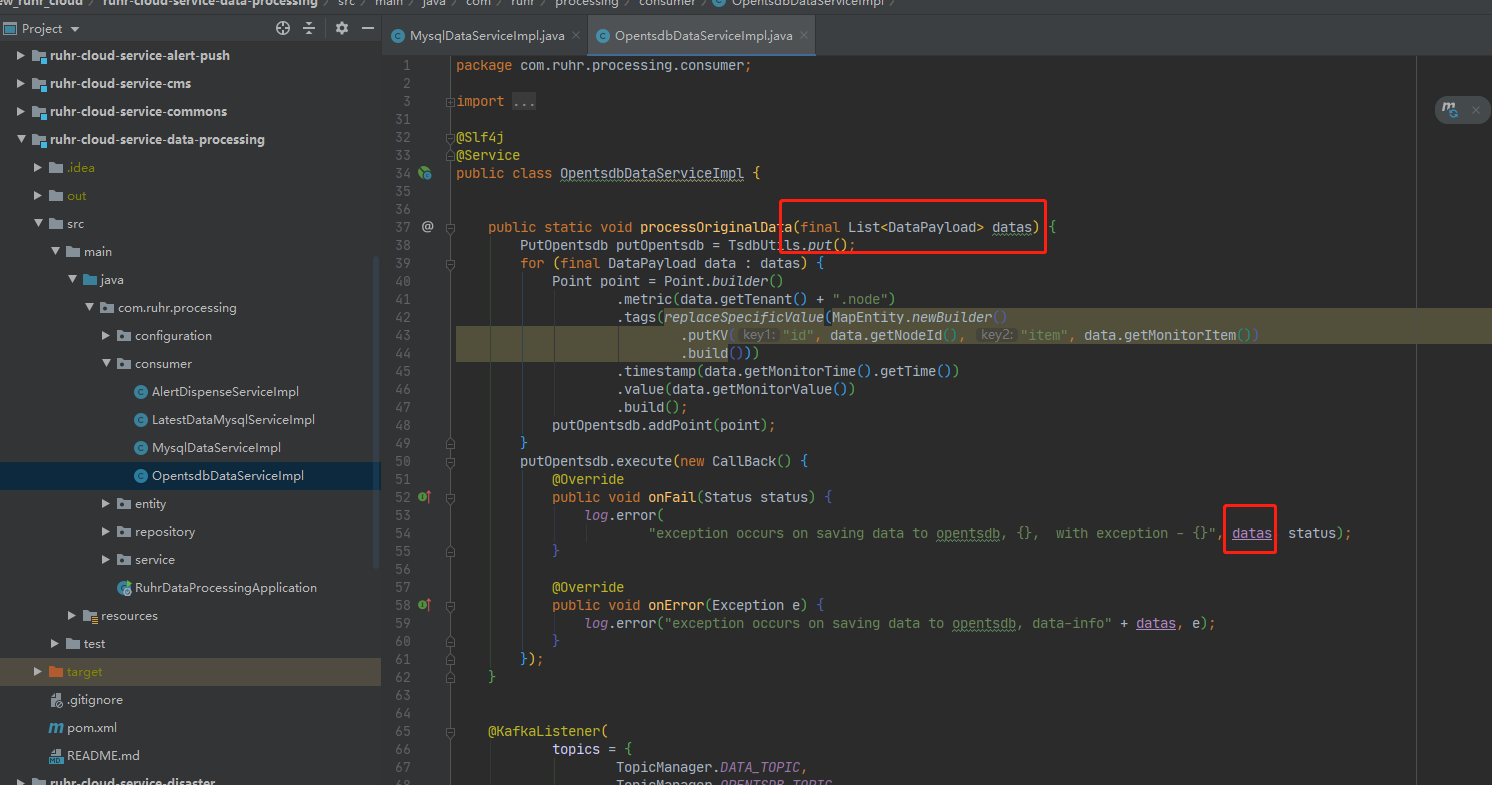 ew_ruhr_cloud > ruhr-cloud-service-data-processing > src > main > java > com > ruhr > processing > consumer > OpentsdbDataServiceImpl
Project
ruhr-cloud-service-alert-push
ruhr-cloud-service-cms
ruhr-cloud-service-commons
ruhr-cloud-service-data-processing
.idea
out
src
main
java
com.ruhr.processing
configuration
consumer
AlertDispenseServiceImpl
LatestDataMysqlServiceImpl
MysqlDataServiceImpl
OpentsdbDataServiceImpl
entity
repository
service
RuhrDataProcessingApplication
resources
test
target
.gitignore
pom.xml
README.md
ruhr-cloud-service-disaster
MysqlDataServiceImpl.java
OpentsdbDataServiceImpl.java
1 package com.ruhr.processing.consumer;
2
3 import ...
31
32 @Slf4j
33 @Service
34 public class OpentsdbDataServiceImpl {
35
36
37 @ public static void processOriginalData(final List<DataPayload> datas) {
38 PutOpentsdb putOpentsdb = TsdbUtils.put();
39 for (final DataPayload data : datas) {
40 Point point = Point.builder()
41 .metric(data.getTenant() + ".node")
42 .tags(replaceSpecificValue(MapEntity.newBuilder()
43 .putKV( key1: "id", data.getNodeId(), key2: "item", data.getMonitorItem())
44 .build()))
45 .timestamp(data.getMonitorTime().getTime())
46 .value(data.getMonitorValue())
47 .build();
48 putOpentsdb.addPoint(point);
49 }
50 putOpentsdb.execute(new CallBack() {
51 @Override
52 public void onFail(Status status) {
53 log.error(
54 "exception occurs on saving data to opentsdb, {},  with exception - {}", datas, status);
55 }
56
57 @Override
58 public void onError(Exception e) {
59 log.error("exception occurs on saving data to opentsdb, data-info" + datas, e);
60 }
61 });
62 }
63
64
65 @KafkaListener(
66 topics = {
67 TopicManager.DATA_TOPIC,
68 TopicManager.OPENTSDB_TOPIC